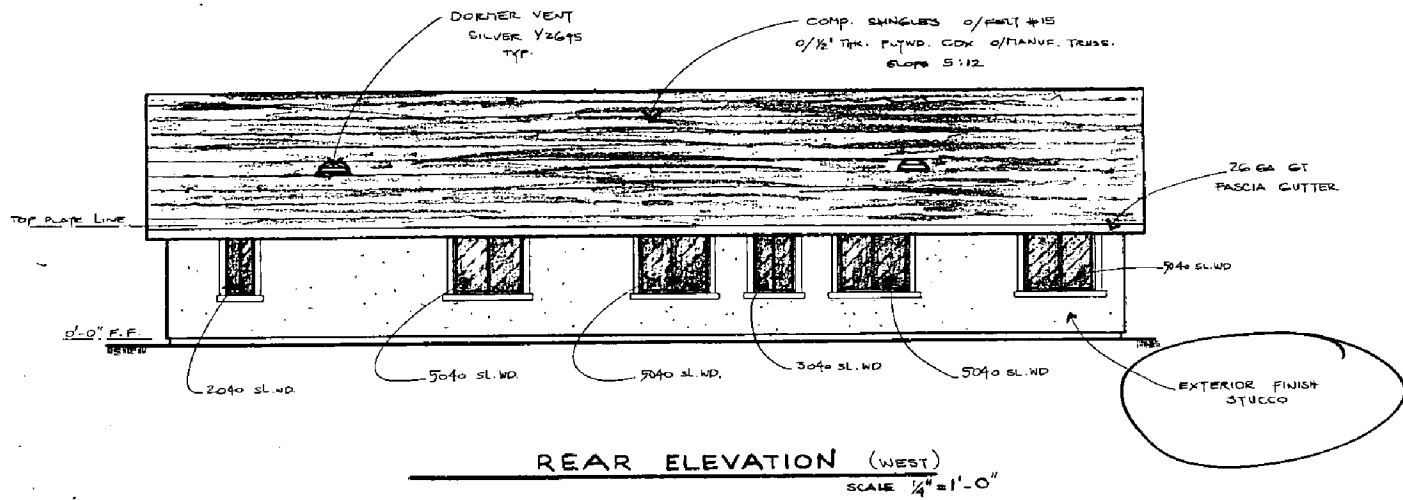 DORMER VENT
SILVER V2695
TYP.
COMP. SHINGLES O/FELT #15
O/½" THK. PLYWD. CDX O/MANUF. TRUSS.
SLOPE 5:12
26 GA GT
FASCIA GUTTER
TOP PLATE LINE
5040 SL.WD
0'-0" F.F.
2040 SL.WD.
5040 SL.WD.
5040 SL.WD.
3040 SL.WD
5040 SL.WD
EXTERIOR FINISH
STUCCO
REAR ELEVATION (WEST)
SCALE ¼"=1'-0"